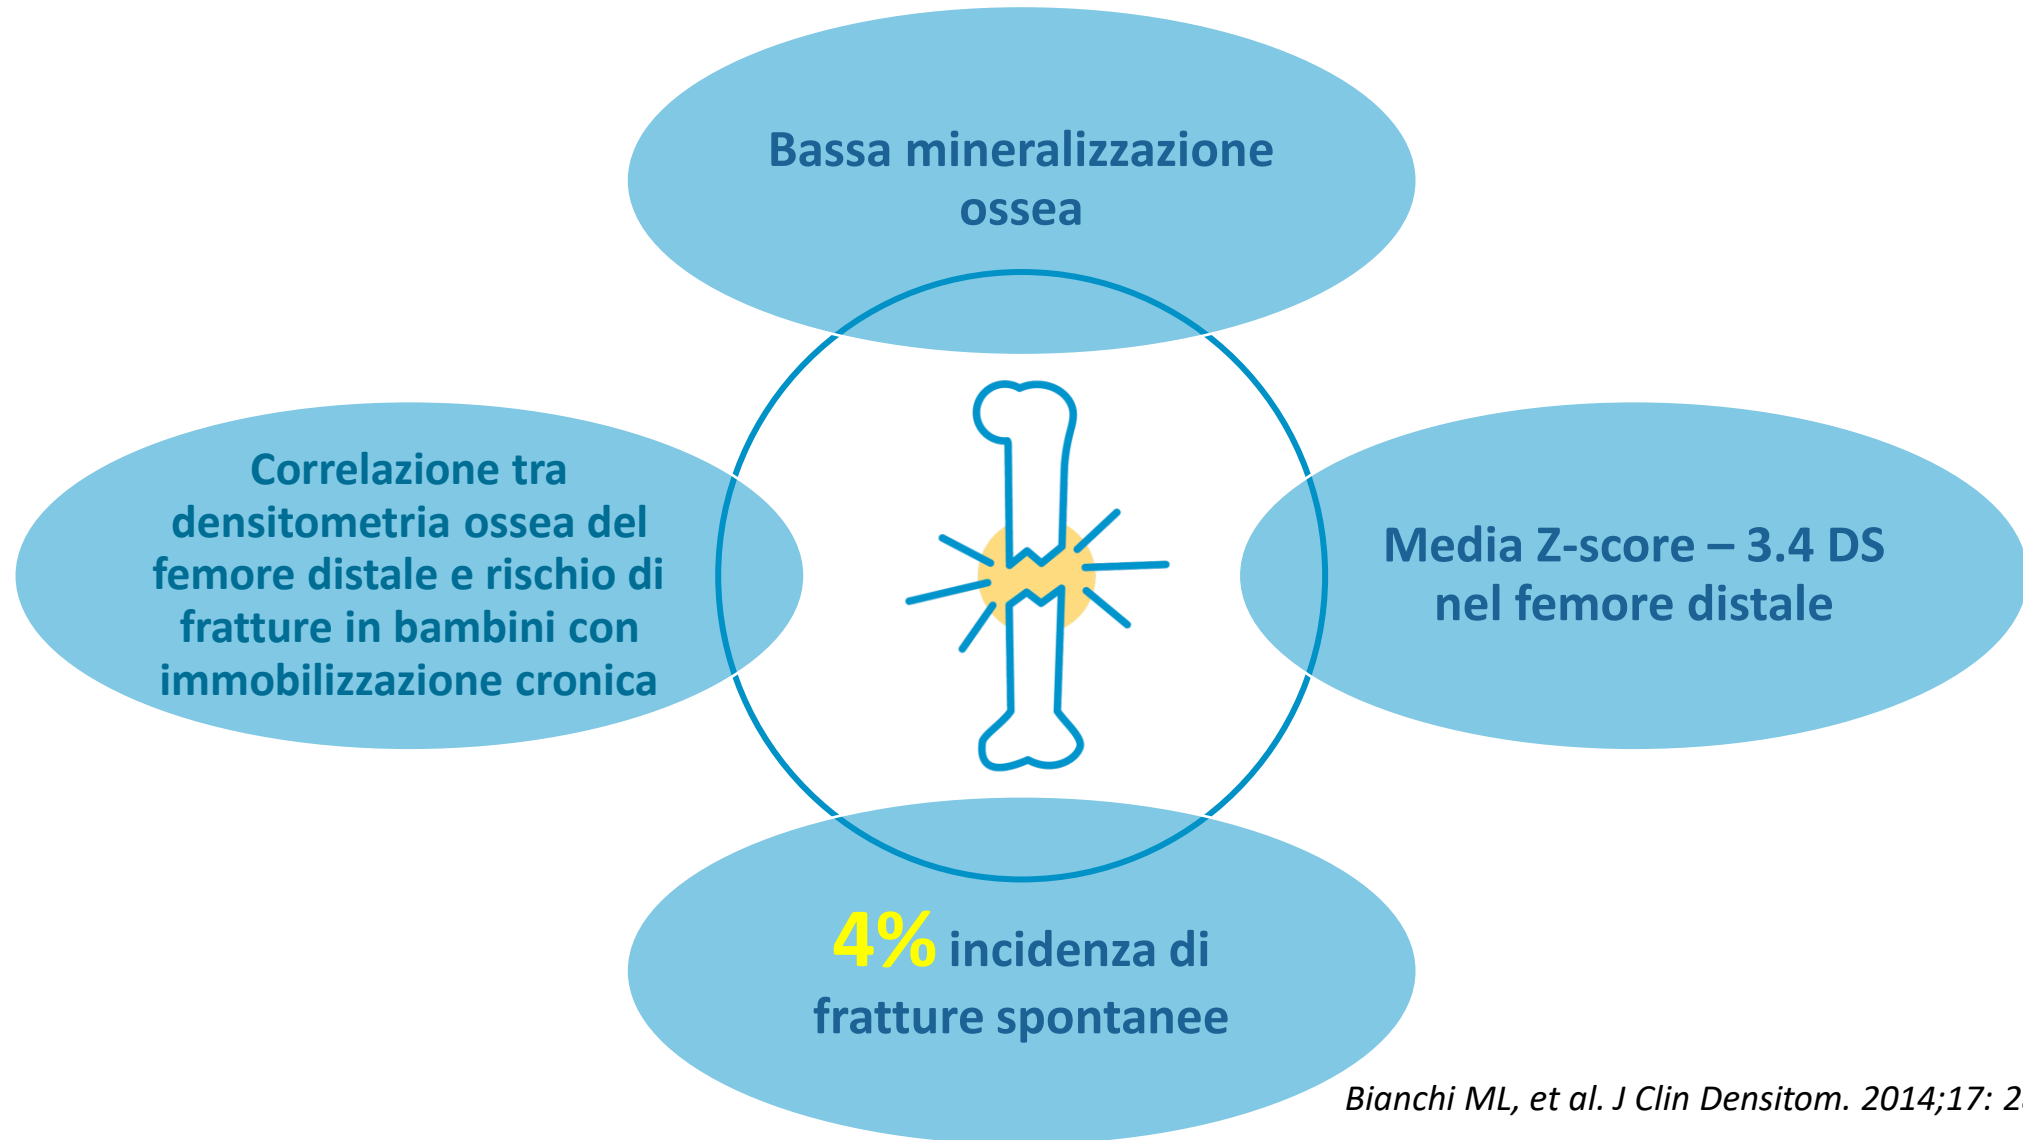 Bassa mineralizzazione
ossea
Correlazione tra
densitometria ossea del
femore distale e rischio di
fratture in bambini con
immobilizzazione cronica
Media Z-score – 3.4 DS
nel femore distale
4% incidenza di
fratture spontanee
Bianchi ML, et al. J Clin Densitom. 2014;17: